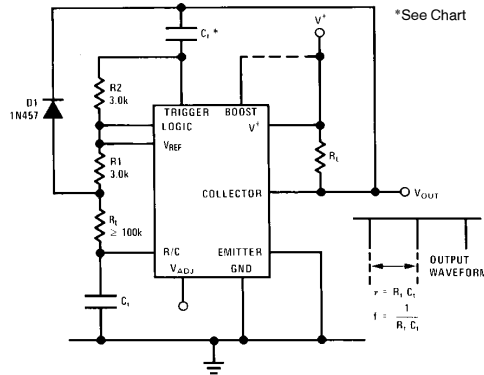 *See Chart
C₁ *
V⁺
R2
3.0k
D1
1N457
TRIGGER BOOST
LOGIC V⁺
V_REF
R1
3.0k
R_L
COLLECTOR
V_OUT
R_t
≥ 100k
R/C EMITTER
V_ADJ GND
C_t
OUTPUT
WAVEFORM
τ = R_t C_t
f = 1
R_t C_t